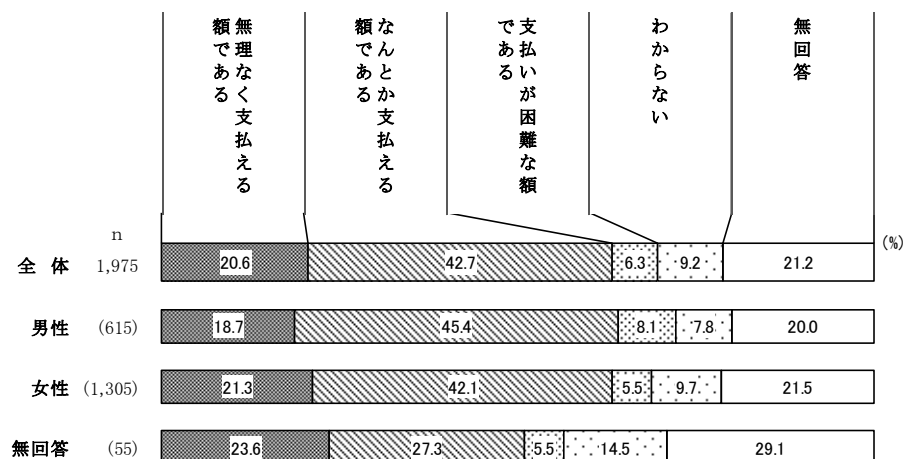 無理なく支払える
額である
なんとか支払える
額である
支払いが困難な額
である
わからない
無回答
n
(%)
全 体 1,975 20.6 42.7 6.3 9.2 21.2
男性 (615) 18.7 45.4 8.1 7.8 20.0
女性 (1,305) 21.3 42.1 5.5 9.7 21.5
無回答 (55) 23.6 27.3 5.5 14.5 29.1